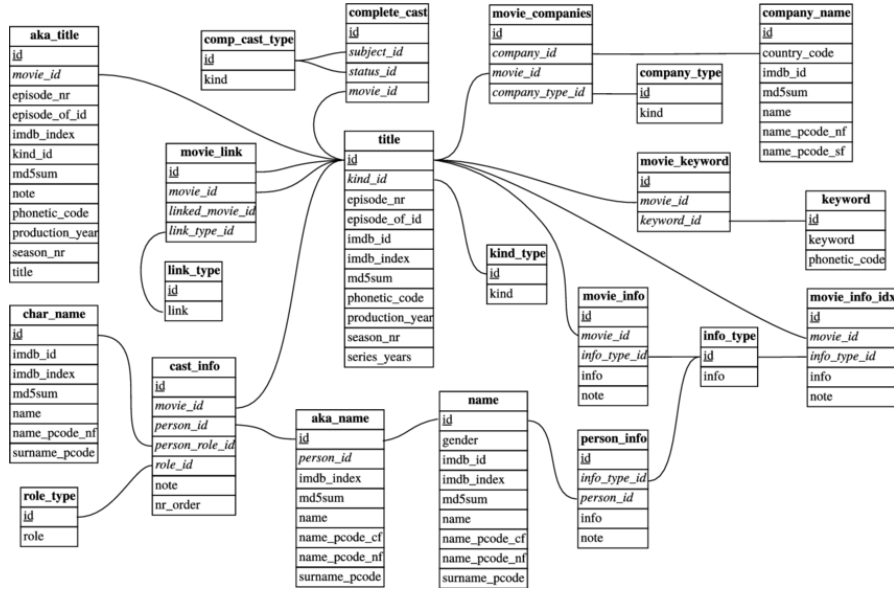 aka_title
id
movie_id
episode_nr
episode_of_id
imdb_index
kind_id
md5sum
note
phonetic_code
production_year
season_nr
title
comp_cast_type
id
kind
complete_cast
id
subject_id
status_id
movie_id
movie_companies
id
company_id
movie_id
company_type_id
company_name
id
country_code
imdb_id
md5sum
name
name_pcode_nf
name_pcode_sf
company_type
id
kind
movie_link
id
movie_id
linked_movie_id
link_type_id
title
id
kind_id
episode_nr
episode_of_id
imdb_id
imdb_index
md5sum
phonetic_code
production_year
season_nr
series_years
movie_keyword
id
movie_id
keyword_id
keyword
id
keyword
phonetic_code
link_type
id
link
kind_type
id
kind
char_name
id
imdb_id
imdb_index
md5sum
name
name_pcode_nf
surname_pcode
cast_info
id
movie_id
person_id
person_role_id
role_id
note
nr_order
movie_info
id
movie_id
info_type_id
info
note
info_type
id
info
movie_info_idx
id
movie_id
info_type_id
info
note
role_type
id
role
aka_name
id
person_id
imdb_index
md5sum
name
name_pcode_cf
name_pcode_nf
surname_pcode
name
id
gender
imdb_id
imdb_index
md5sum
name
name_pcode_cf
name_pcode_nf
surname_pcode
person_info
id
info_type_id
person_id
info
note